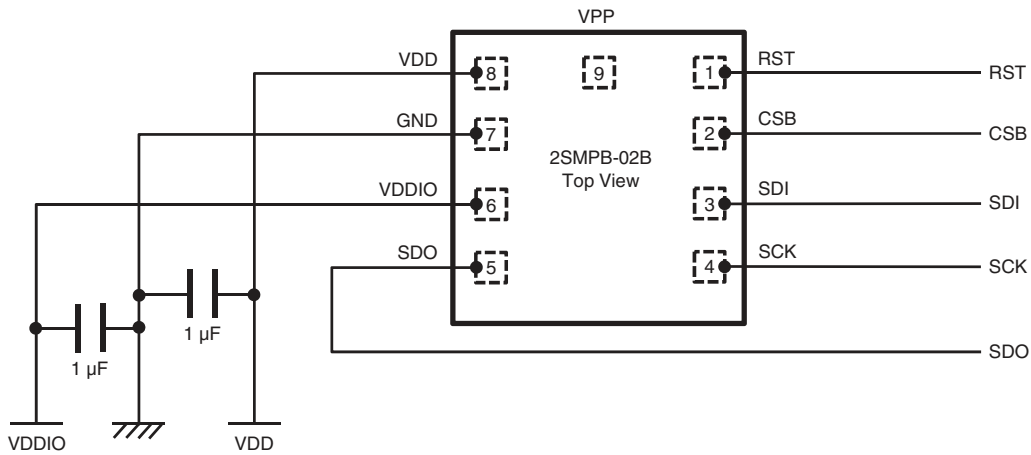 VPP
VDD
8
9
1
RST
RST
GND
7
2
CSB
CSB
2SMPB-02B
Top View
VDDIO
6
3
SDI
SDI
SDO
5
4
SCK
SCK
1 µF
1 µF
SDO
VDDIO
VDD